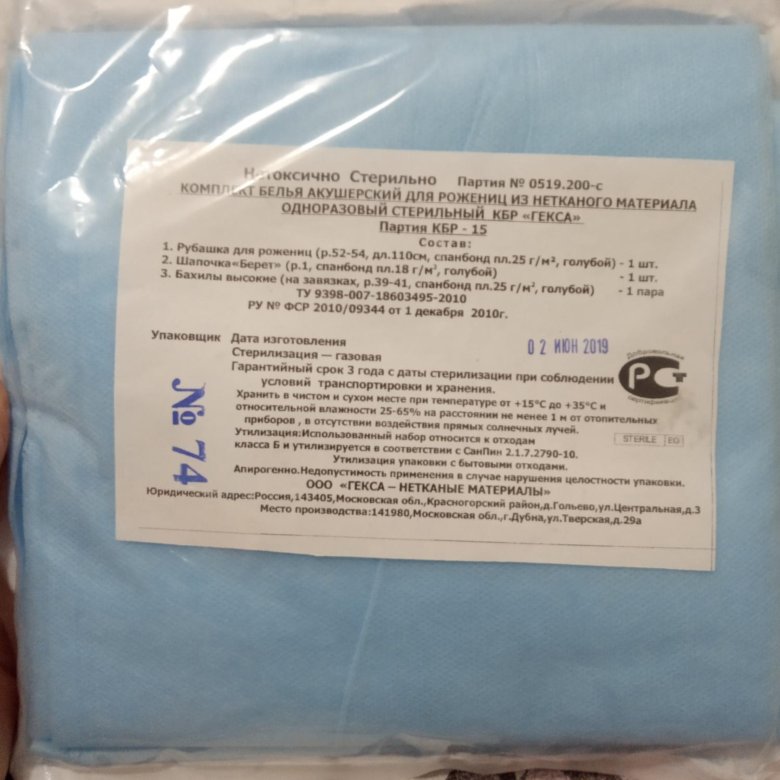 Нетоксично Стерильно Партия № 0519.200-с
КОМПЛЕКТ БЕЛЬЯ АКУШЕРСКИЙ ДЛЯ РОЖЕНИЦ ИЗ НЕТКАНОГО МАТЕРИАЛА
ОДНОРАЗОВЫЙ СТЕРИЛЬНЫЙ КБР «ГЕКСА»
Партия КБР - 15
Состав:
1. Рубашка для рожениц (р.52-54, дл.110см, спанбонд пл.25 г/м², голубой) - 1 шт.
2. Шапочка«Берет» (р.1, спанбонд пл.18 г/м², голубой) - 1 шт.
3. Бахилы высокие (на завязках, р.39-41, спанбонд пл.25 г/м², голубой) - 1 пара
ТУ 9398-007-18603495-2010
РУ № ФСР 2010/09344 от 1 декабря 2010г.
Упаковщик Дата изготовления 02 ИЮН 2019
Стерилизация — газовая
Гарантийный срок 3 года с даты стерилизации при соблюдении
условий транспортировки и хранения.
Хранить в чистом и сухом месте при температуре от +15°С до +35°С и
относительной влажности 25-65% на расстоянии не менее 1 м от отопительных
приборов , в отсутствии воздействия прямых солнечных лучей.
Утилизация:Использованный набор относится к отходам
класса Б и утилизируется в соответствии с СанПин 2.1.7.2790-10.
Утилизация упаковки с бытовыми отходами.
Апирогенно.Недопустимость применения в случае нарушения целостности упаковки.
ООО «ГЕКСА – НЕТКАНЫЕ МАТЕРИАЛЫ»
Юридический адрес:Россия,143405,Московская обл.,Красногорский район,д.Гольево,ул.Центральная,д.3
Место производства:141980,Московская обл.,г.Дубна,ул.Тверская,д.29а
№ 74
Добровольная
РСТ
сертификация
STERILE EO